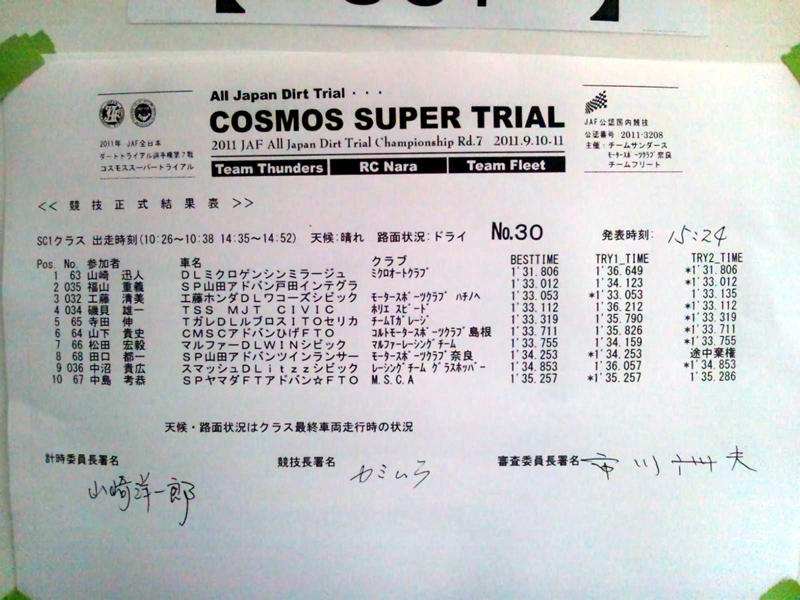 All Japan Dirt Trial・・・
COSMOS SUPER TRIAL
2011 JAF All Japan Dirt Trial Championship Rd.7 2011.9.10-11
Team Thunders RC Nara Team Fleet
2011年 JAF全日本
ダートトライアル選手権第7戦
コスモススーパートライアル
JAF公認国内競技
公認番号 2011-3208
主催：チームサンダース
モータースポーツクラブ奈良
チームフリート
<< 競技正式結果表 >>
SC1クラス 出走時刻(10:26～10:38 14:35～14:52) 天候:晴れ 路面状況:ドライ No.30 発表時刻: 15:24
Pos. No. 参加者 車名 クラブ BESTTIME TRY1_TIME TRY2_TIME
1 63 山崎 迅人 ＤＬミクロゲンシンミラージュ ミクロオートクラブ 1'31.806 1'36.649 *1'31.806
2 035 福山 重義 ＳＰ山田アドバン戸田インテグラ 1'33.012 1'34.123 *1'33.012
3 032 工藤 清美 工藤ホンダＤＬワコーズシビック モータースポーツクラブ ハチノヘ 1'33.053 *1'33.053 1'33.135
4 034 磯貝 雄一 ＴＳＳ ＭＪＴ ＣＩＶＩＣ ホリエ スピード 1'33.112 1'36.212 *1'33.112
5 65 寺田 伸 ＴガレＤＬルブロスＩＴＯセリカ チームＴガレージ 1'33.319 1'35.790 *1'33.319
6 64 山下 貴史 ＣＭＳＣアドバンひげＦＴＯ コルトモータースポーツクラブ島根 1'33.711 1'35.826 *1'33.711
7 66 松田 宏毅 マルファーＤＬＷＩＮシビック マルファーレーシングチーム 1'33.755 1'34.159 *1'33.755
8 68 田口 都一 ＳＰ山田アドバンツインランサー モータースポーツクラブ奈良 1'34.253 *1'34.253 途中棄権
9 036 中沼 貴広 スマッシュＤＬｉｔｚｚシビック レーシングチーム グラスホッパー 1'34.853 1'36.057 *1'34.853
10 67 中島 考恭 ＳＰヤマダＦＴアドバン☆ＦＴＯ M.S.C.A 1'35.257 *1'35.257 1'35.286
天候・路面状況はクラス最終車両走行時の状況
計時委員長署名 競技長署名 審査委員長署名
山崎洋一郎 カミムラ